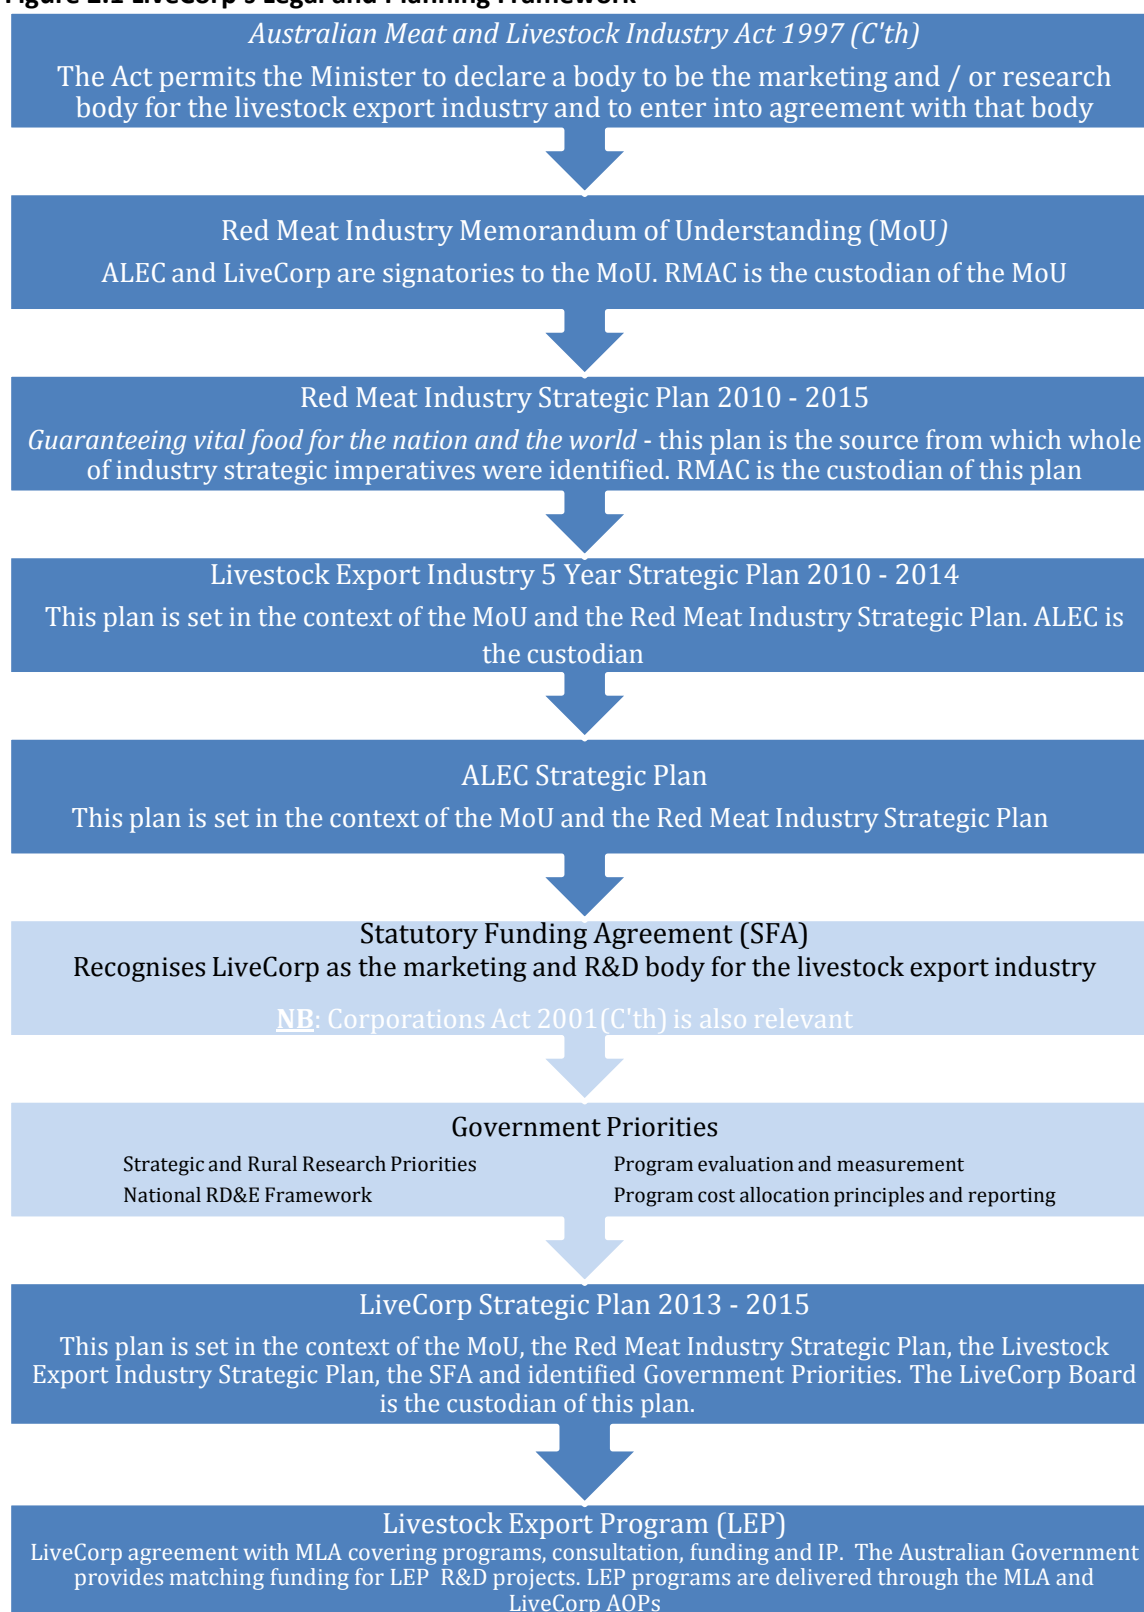 Figure 2.1 LiveCorp's Legal and Planning Framework
Australian Meat and Livestock Industry Act 1997 (C'th)
The Act permits the Minister to declare a body to be the marketing and / or research
body for the livestock export industry and to enter into agreement with that body
Red Meat Industry Memorandum of Understanding (MoU)
ALEC and LiveCorp are signatories to the MoU. RMAC is the custodian of the MoU
Red Meat Industry Strategic Plan 2010 - 2015
Guaranteeing vital food for the nation and the world - this plan is the source from which whole
of industry strategic imperatives were identified. RMAC is the custodian of this plan
Livestock Export Industry 5 Year Strategic Plan 2010 - 2014
This plan is set in the context of the MoU and the Red Meat Industry Strategic Plan. ALEC is
the custodian
ALEC Strategic Plan
This plan is set in the context of the MoU and the Red Meat Industry Strategic Plan
Statutory Funding Agreement (SFA)
Recognises LiveCorp as the marketing and R&D body for the livestock export industry
NB: Corporations Act 2001(C'th) is also relevant
Government Priorities
Strategic and Rural Research Priorities
National RD&E Framework
Program evaluation and measurement
Program cost allocation principles and reporting
LiveCorp Strategic Plan 2013 - 2015
This plan is set in the context of the MoU, the Red Meat Industry Strategic Plan, the Livestock
Export Industry Strategic Plan, the SFA and identified Government Priorities. The LiveCorp Board
is the custodian of this plan.
Livestock Export Program (LEP)
LiveCorp agreement with MLA covering programs, consultation, funding and IP. The Australian Government
provides matching funding for LEP R&D projects. LEP programs are delivered through the MLA and
LiveCorp AOPs